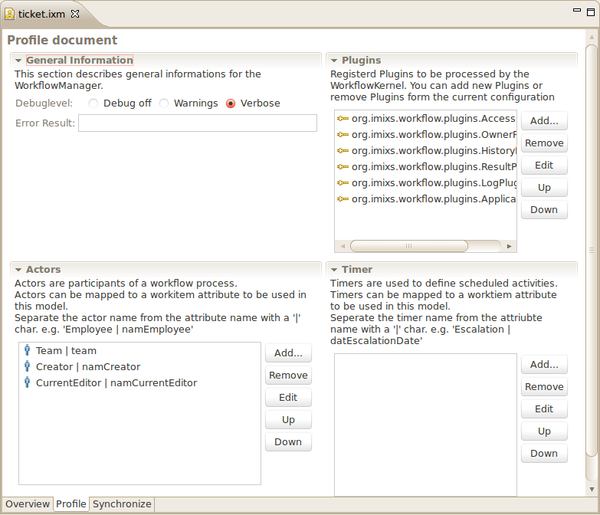 ticket.ixm
Profile document
General Information
This section describes general informations for the
WorkflowManager.
Debuglevel: Debug off Warnings Verbose
Error Result:
Plugins
Registerd Plugins to be processed by the
WorkflowKernel. You can add new Plugins or
remove Plugins form the current configuration
org.imixs.workflow.plugins.Access
org.imixs.workflow.plugins.OwnerP
org.imixs.workflow.plugins.Historyl
org.imixs.workflow.plugins.ResultP
org.imixs.workflow.plugins.LogPlug
org.imixs.workflow.plugins.Applica
Add...
Remove
Edit
Up
Down
Actors
Actors are participans of a workflow process.
Actors can be mapped to a workitem attribute to be used in
this model.
Separate the actor name from the attribute name with a '|'
char. e.g. 'Employee | namEmployee'
Team | team
Creator | namCreator
CurrentEditor | namCurrentEditor
Add...
Remove
Edit
Up
Down
Timer
Timers are used to define scheduled activities.
Timers can be mapped to a worktiem attribute
to be used in this model.
Seperate the timer name from the attriubte
name with a '|' char. e.g. 'Escalation |
datEscalationDate'
Add...
Remove
Edit
Up
Down
Overview Profile Synchronize